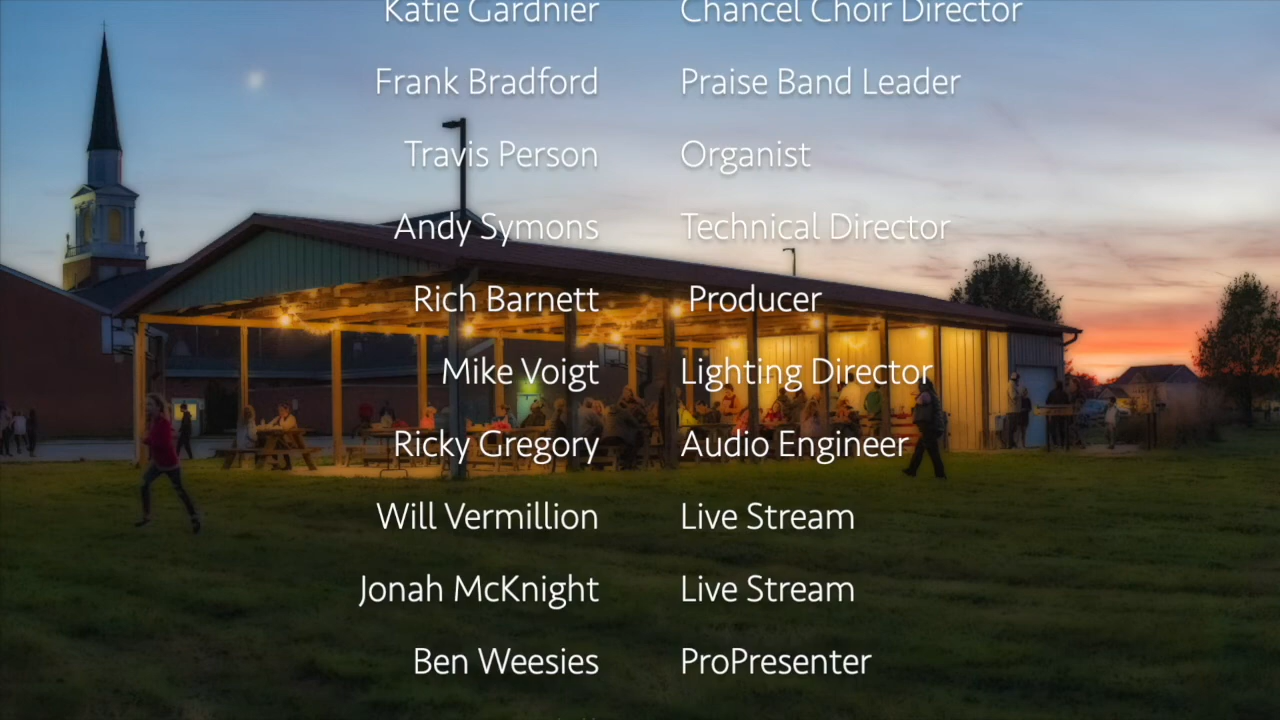 Katie Gardnier Chancel Choir Director
Frank Bradford Praise Band Leader
Travis Person Organist
Andy Symons Technical Director
Rich Barnett Producer
Mike Voigt Lighting Director
Ricky Gregory Audio Engineer
Will Vermillion Live Stream
Jonah McKnight Live Stream
Ben Weesies ProPresenter